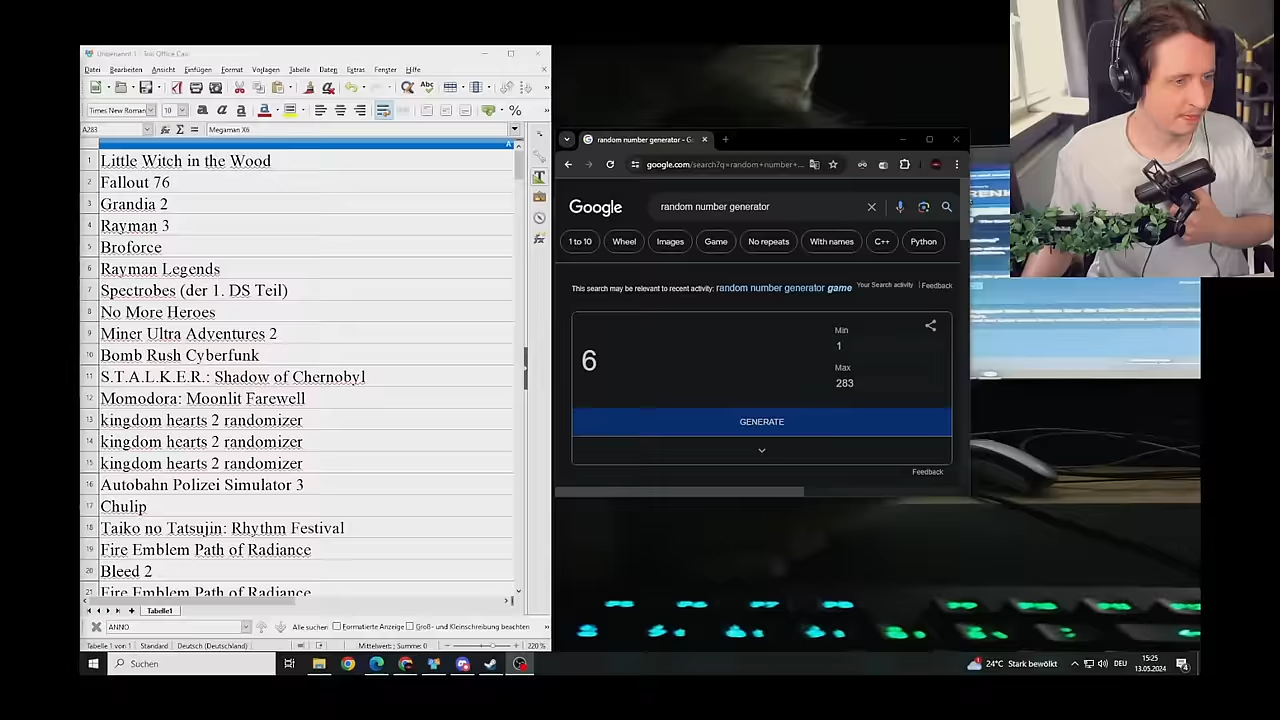 Datei Bearbeiten Ansicht Einfügen Format Vorlagen Tabelle Daten Extras Fenster Hilfe
Times New Roman 10
A283 Megaman X6
A
1 Little Witch in the Wood
2 Fallout 76
3 Grandia 2
4 Rayman 3
5 Broforce
6 Rayman Legends
7 Spectrobes (der 1. DS Teil)
8 No More Heroes
9 Miner Ultra Adventures 2
10 Bomb Rush Cyberfunk
11 S.T.A.L.K.E.R.: Shadow of Chernobyl
12 Momodora: Moonlit Farewell
13 kingdom hearts 2 randomizer
14 kingdom hearts 2 randomizer
15 kingdom hearts 2 randomizer
16 Autobahn Polizei Simulator 3
17 Chulip
18 Taiko no Tatsujin: Rhythm Festival
19 Fire Emblem Path of Radiance
20 Bleed 2
21 Fire Emblem Path of Radiance
Tabelle1
ANNO Alle suchen Formatierte Anzeige Groß- und Kleinschreibung beachten
Tabelle 1 von 1 Standard Deutsch (Deutschland) Mittelwert: ; Summe: 0 220 %
random number generator - G
google.com/search?q=random+number+...
Google random number generator
1 to 10 Wheel Images Game No repeats With names C++ Python
This search may be relevant to recent activity: random number generator game Your Search activity Feedback
6
Min
1
Max
283
GENERATE
Feedback
Suchen
24°C Stark bewölkt DEU 15:25
13.05.2024
4